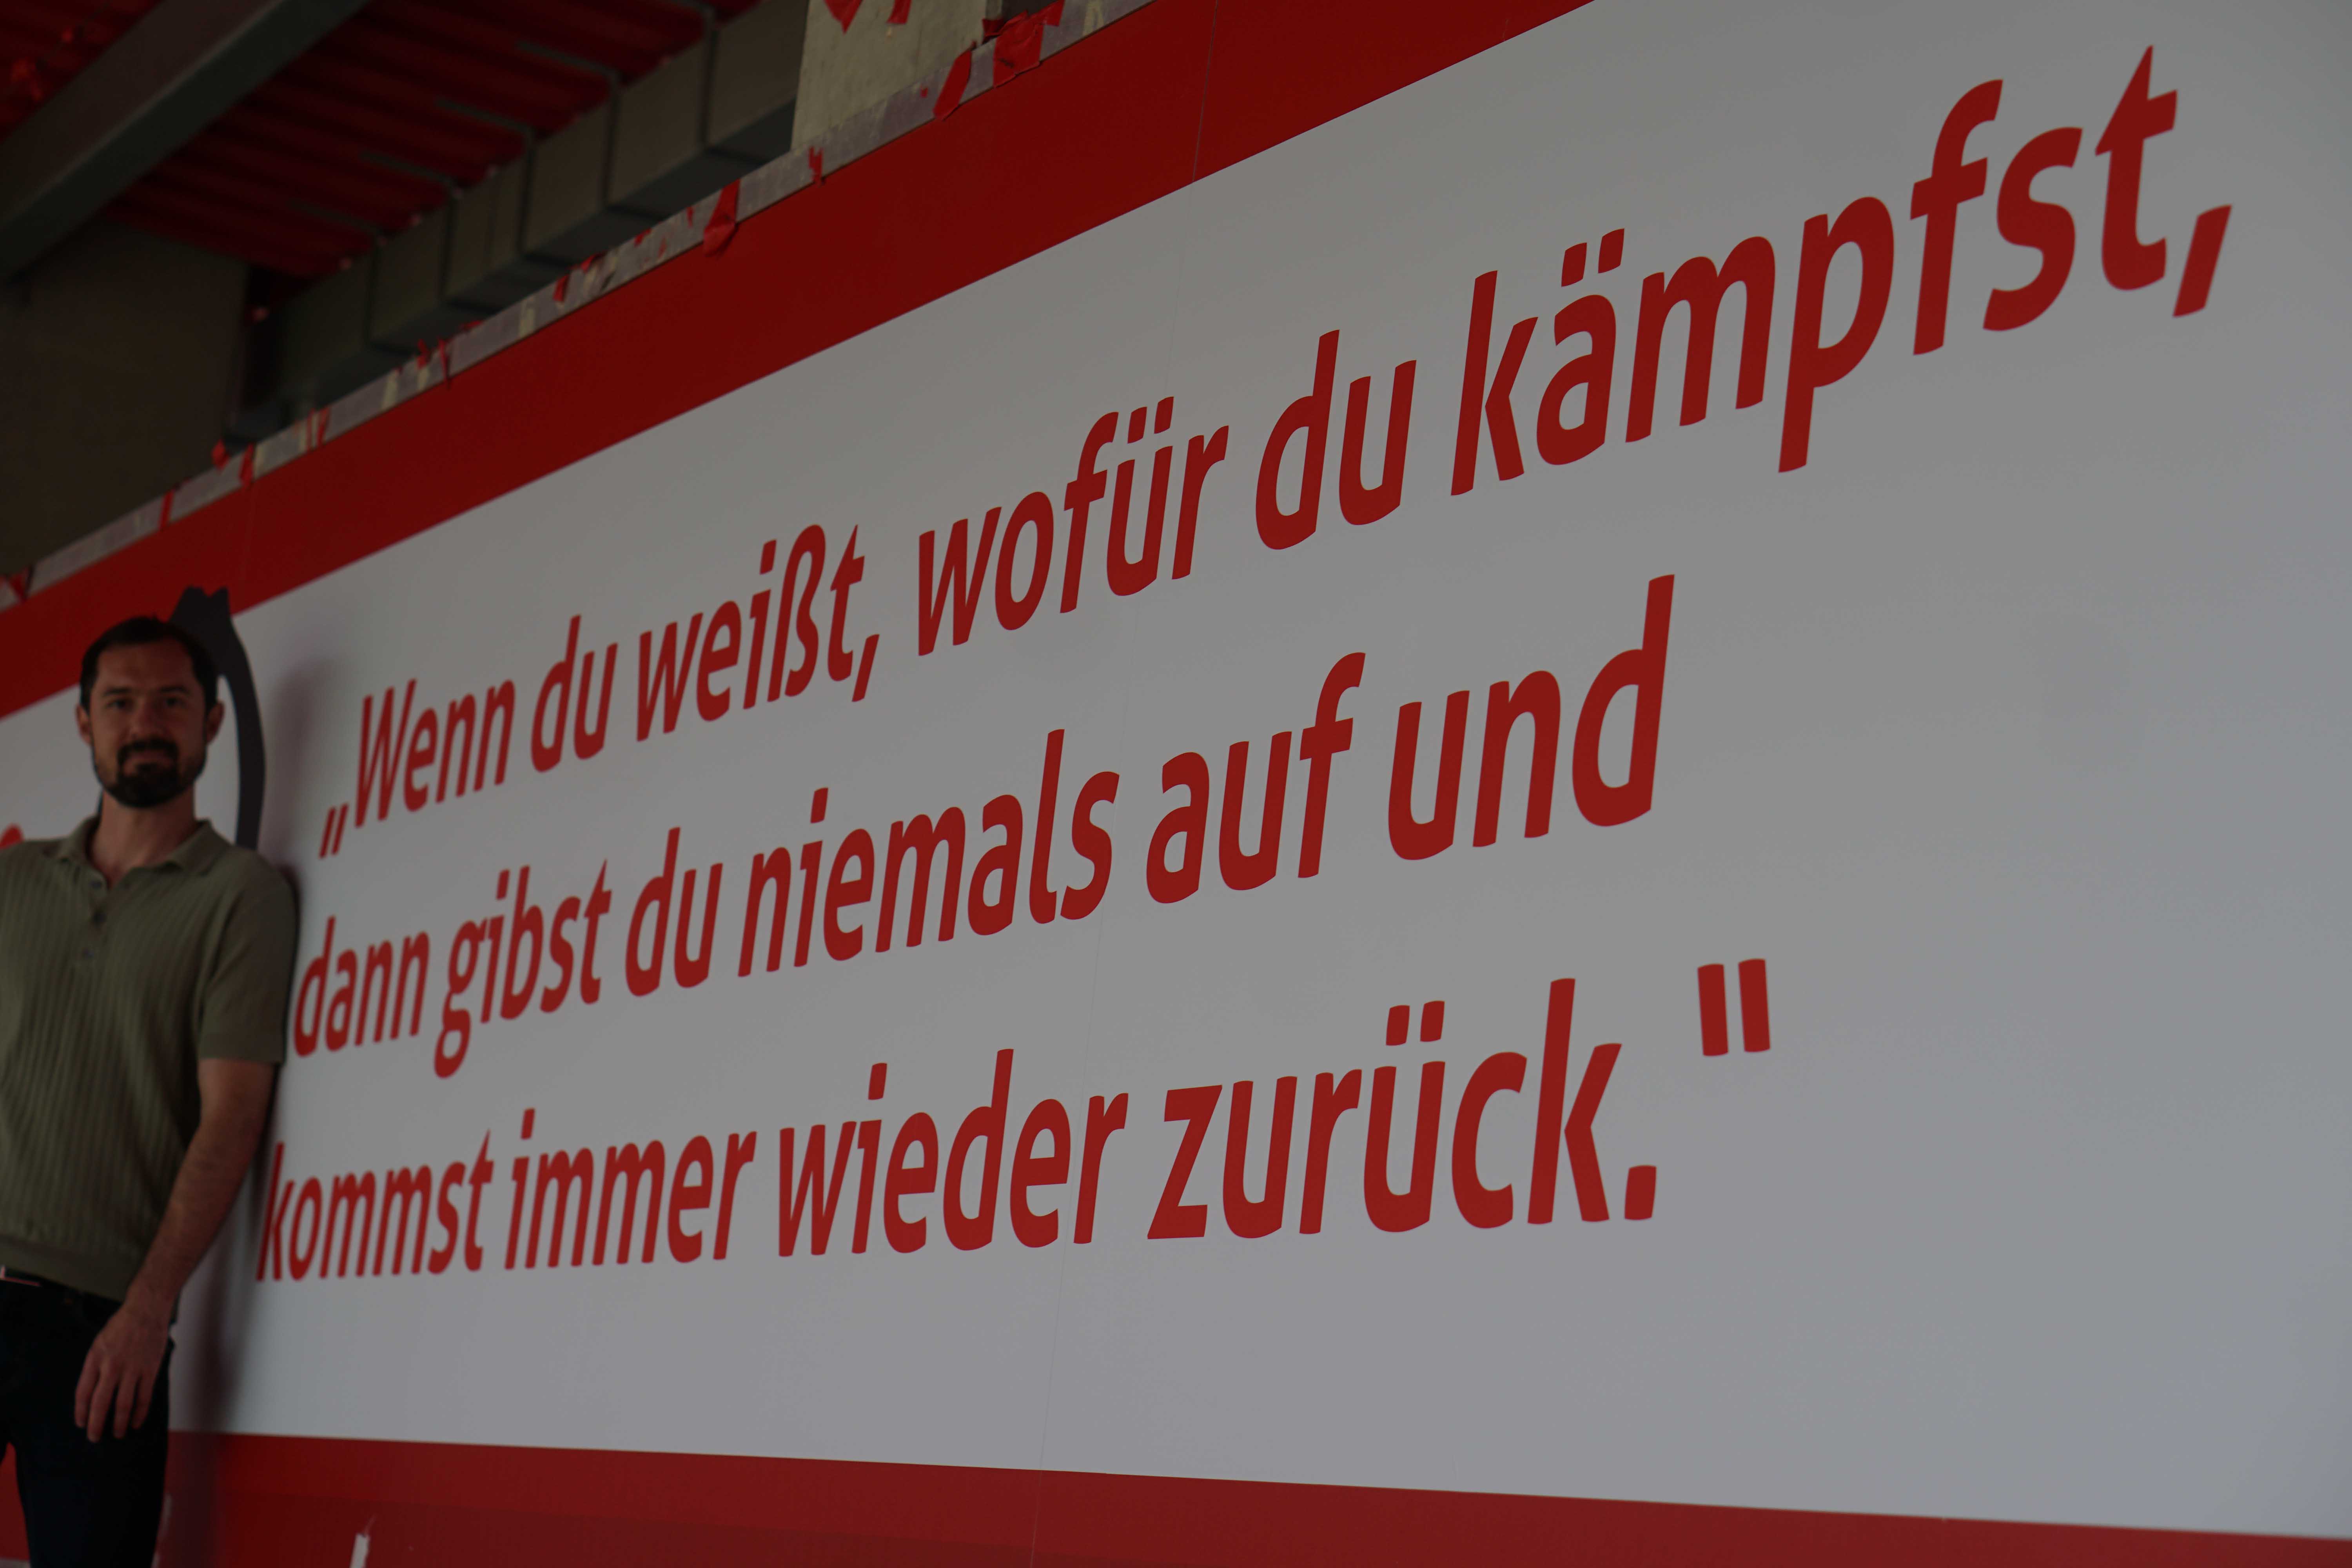 „Wenn du weißt, wofür du kämpfst,
dann gibst du niemals auf und
kommst immer wieder zurück."